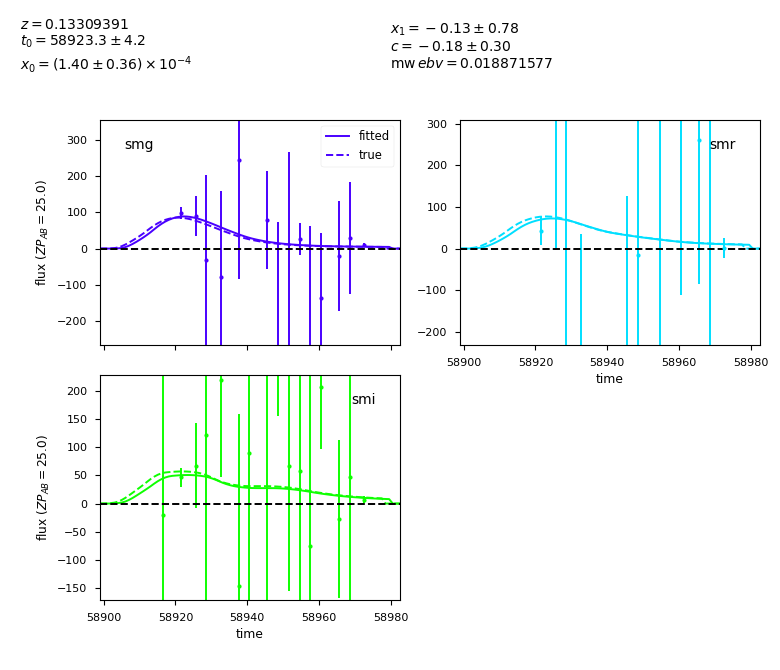 z = 0.13309391
t₀ = 58923.3 ± 4.2
x₀ = (1.40 ± 0.36) × 10⁻⁴
x₁ = −0.13 ± 0.78
c = −0.18 ± 0.30
mw ebv = 0.018871577
smg
fitted
true
flux (ZP_AB = 25.0)
300
200
100
0
−100
−200
smr
300
200
100
0
−100
−200
58900 58920 58940 58960 58980
time
smi
flux (ZP_AB = 25.0)
200
150
100
50
0
−50
−100
−150
58900 58920 58940 58960 58980
time